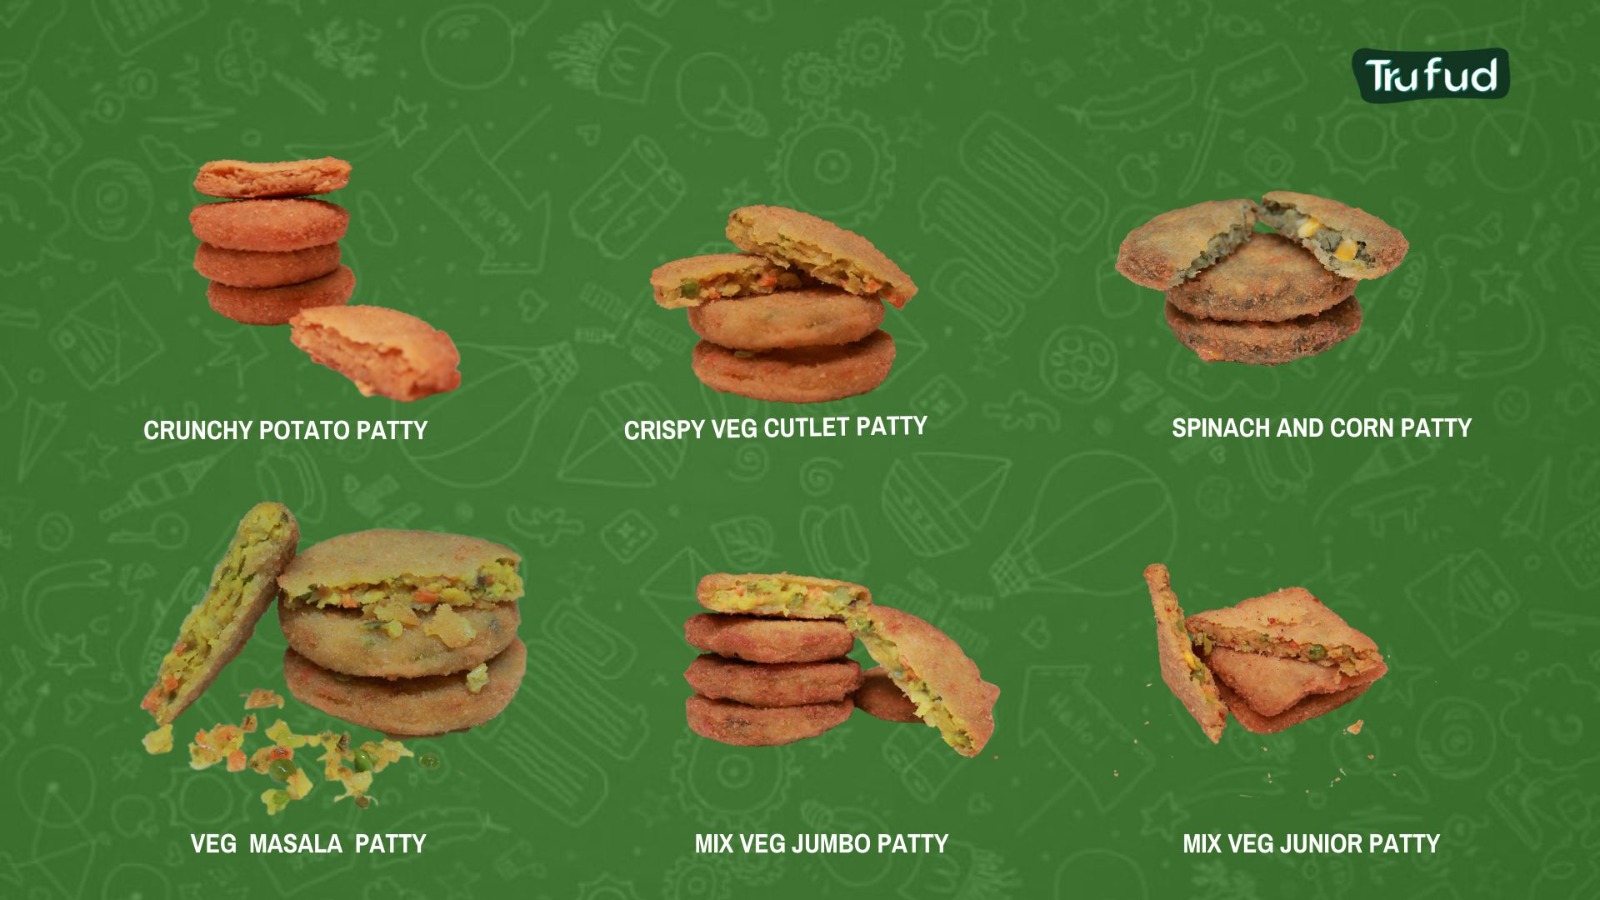 Trufud
CRUNCHY POTATO PATTY
CRISPY VEG CUTLET PATTY
SPINACH AND CORN PATTY
VEG MASALA PATTY
MIX VEG JUMBO PATTY
MIX VEG JUNIOR PATTY